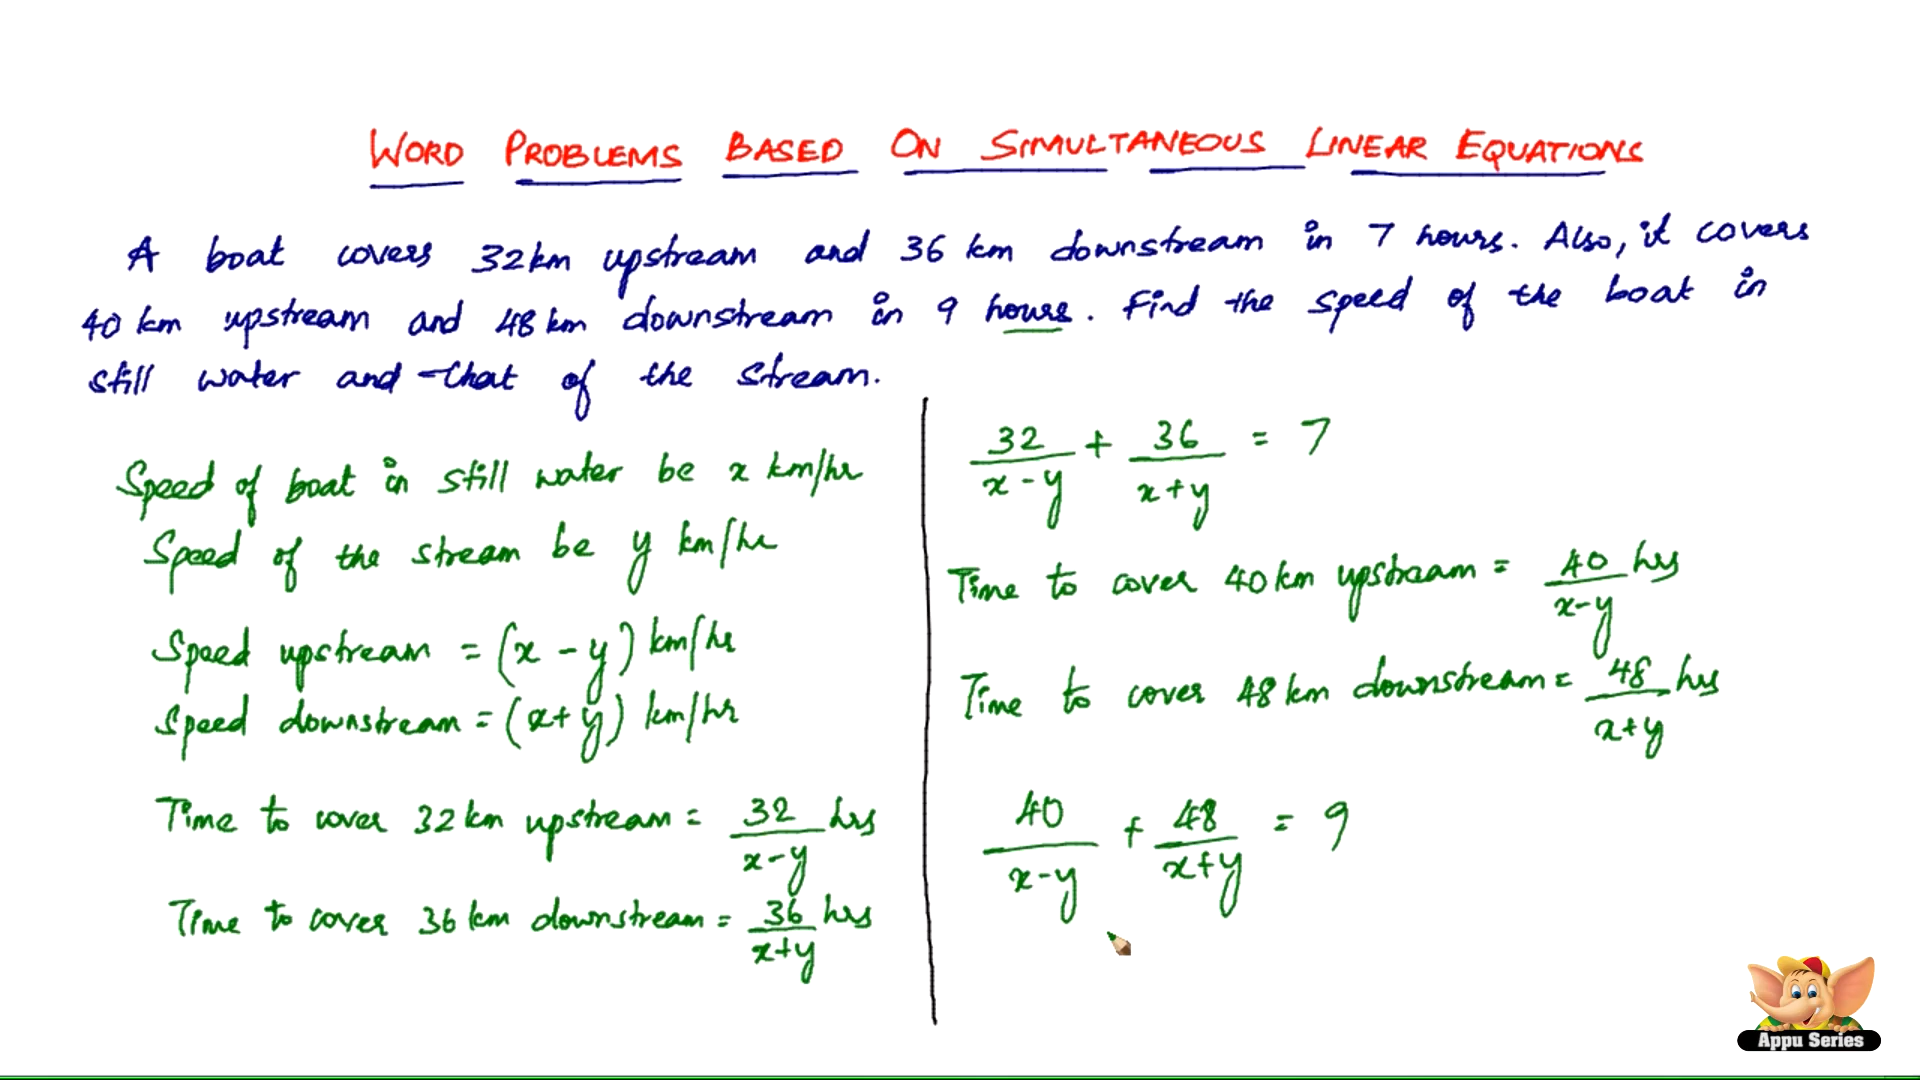 WORD PROBLEMS BASED ON SIMULTANEOUS LINEAR EQUATIONS
A boat covers 32km upstream and 36 km downstream in 7 hours. Also, it covers
40 km upstream and 48 km downstream in 9 hours. Find the speed of the boat in
still water and that of the stream.
Speed of boat in still water be x km/hr
Speed of the stream be y km/hr
Speed upstream = (x - y) km/hr
Speed downstream = (x+y) km/hr
Time to cover 32 km upstream = 32/(x-y) hrs
Time to cover 36 km downstream = 36/(x+y) hrs
32/(x-y) + 36/(x+y) = 7
Time to cover 40 km upstream = 40/(x-y) hrs
Time to cover 48 km downstream = 48/(x+y) hrs
40/(x-y) + 48/(x+y) = 9
Appu Series